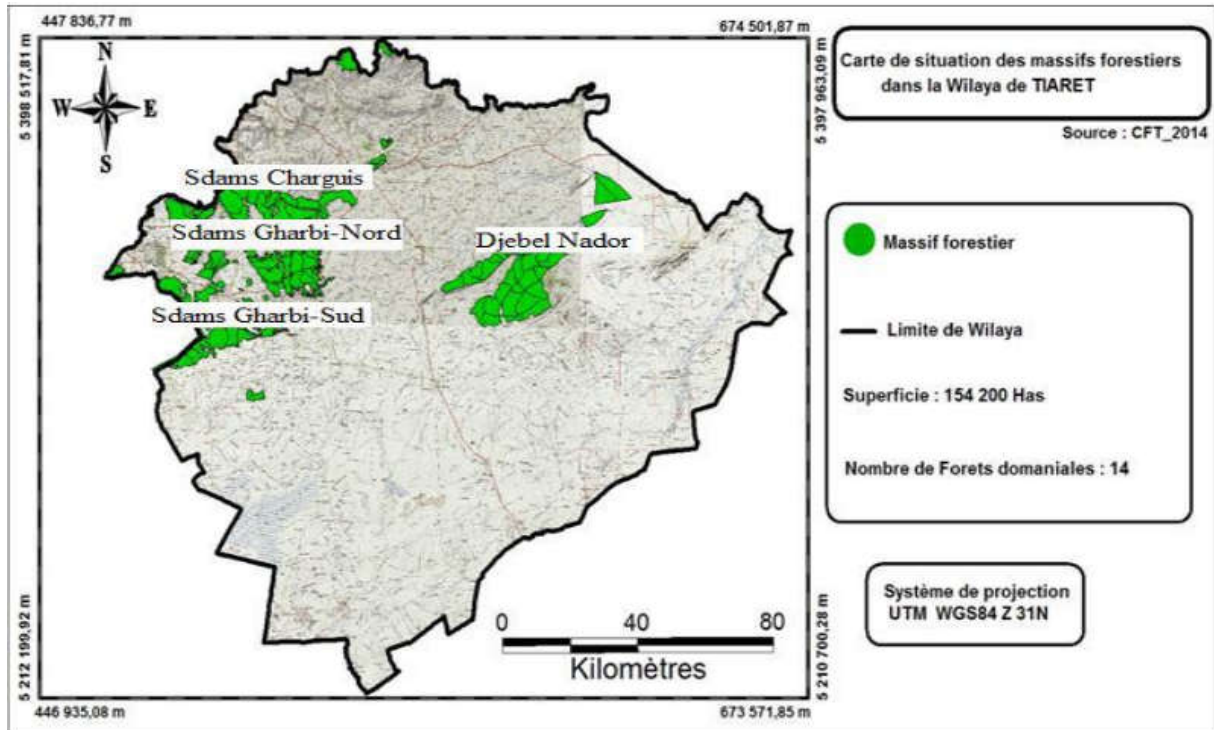 447 836,77 m
674 501,87 m
5 398 517,81 m
5 397 963,09 m
N
W
E
S
Sdams Charguis
Sdams Gharbi-Nord
Djebel Nador
Sdams Gharbi-Sud
0 40 80
Kilomètres
5 212 199,92 m
5 210 700,28 m
446 935,08 m
673 571,85 m
Carte de situation des massifs forestiers
dans la Wilaya de TIARET
Source : CFT_2014
Massif forestier
Limite de Wilaya
Superficie : 154 200 Has
Nombre de Forets domaniales : 14
Système de projection
UTM WGS84 Z 31N